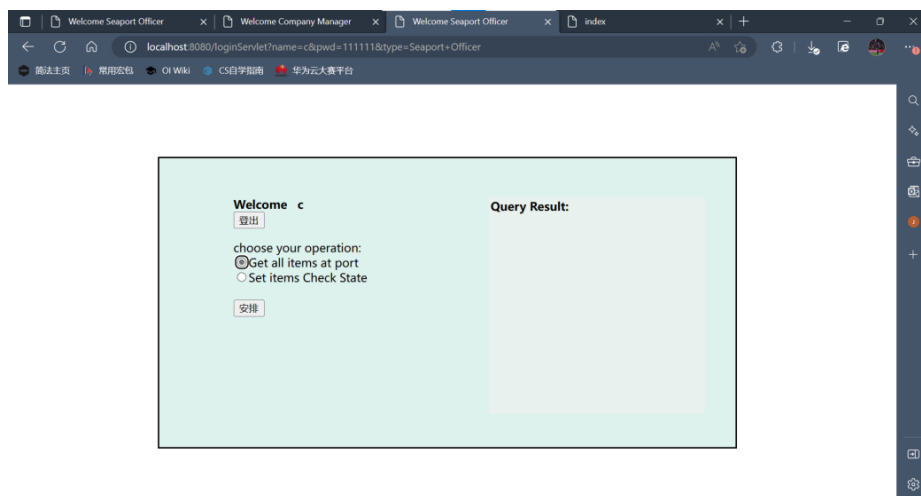 Welcome Seaport Officer
Welcome Company Manager
Welcome Seaport Officer
index
localhost:8080/loginServlet?name=c&pwd=111111&type=Seaport+Officer
简法主页 常用宏包 OI Wiki CS自学指南 华为云大赛平台
Welcome c
登出
choose your operation:
Get all items at port
Set items Check State
安排
Query Result: